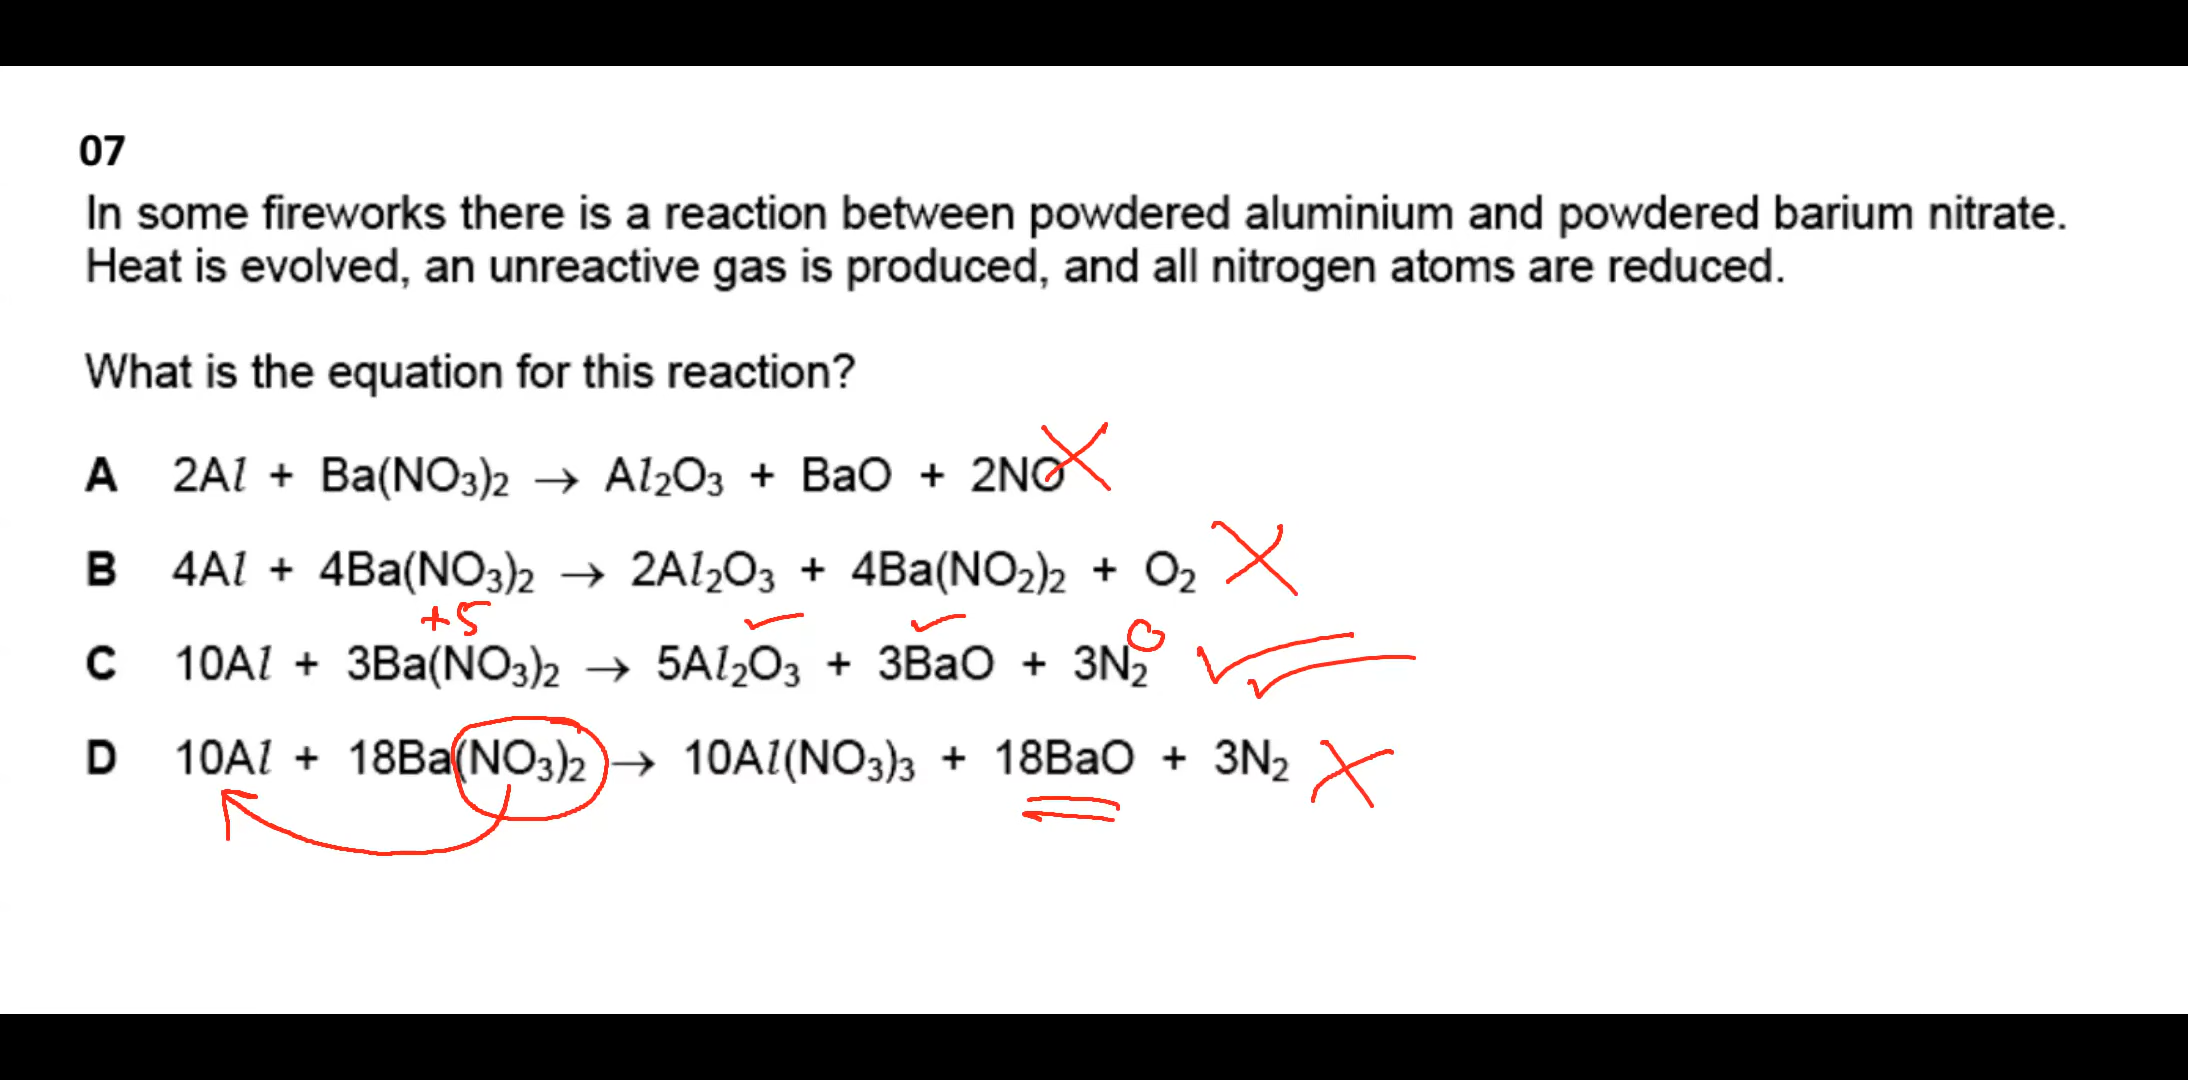 07
In some fireworks there is a reaction between powdered aluminium and powdered barium nitrate.
Heat is evolved, an unreactive gas is produced, and all nitrogen atoms are reduced.
What is the equation for this reaction?
A 2Al + Ba(NO₃)₂ → Al₂O₃ + BaO + 2NO
B 4Al + 4Ba(NO₃)₂ → 2Al₂O₃ + 4Ba(NO₂)₂ + O₂
+5 0
C 10Al + 3Ba(NO₃)₂ → 5Al₂O₃ + 3BaO + 3N₂
D 10Al + 18Ba(NO₃)₂ → 10Al(NO₃)₃ + 18BaO + 3N₂